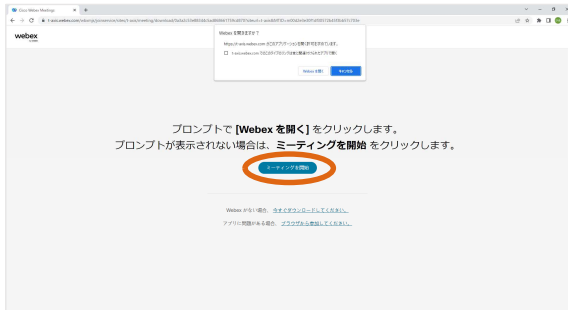 Cisco Webex Meetings
webex
by CISCO
Webex を開きますか？
[Webex を開く]
キャンセル
プロンプトで [Webex を開く] をクリックします。
プロンプトが表示されない場合は、ミーティングを開始 をクリックします。
ミーティングを開始
Webex がない場合、今すぐダウンロードしてください。
アプリに問題がある場合、ブラウザから参加してください。